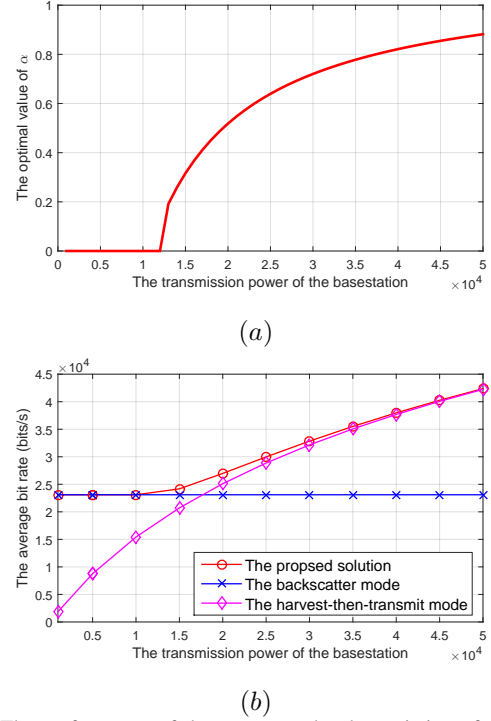 1
0.8
0.6
0.4
0.2
0
The optimal value of α
0 0.5 1 1.5 2 2.5 3 3.5 4 4.5 5
The transmission power of the basestation
×10^4
(a)
×10^4
4.5
4
3.5
3
2.5
2
1.5
1
0.5
0
The average bit rate (bits/s)
The propsed solution
The backscatter mode
The harvest-then-transmit mode
0.5 1 1.5 2 2.5 3 3.5 4 4.5 5
The transmission power of the basestation
×10^4
(b)